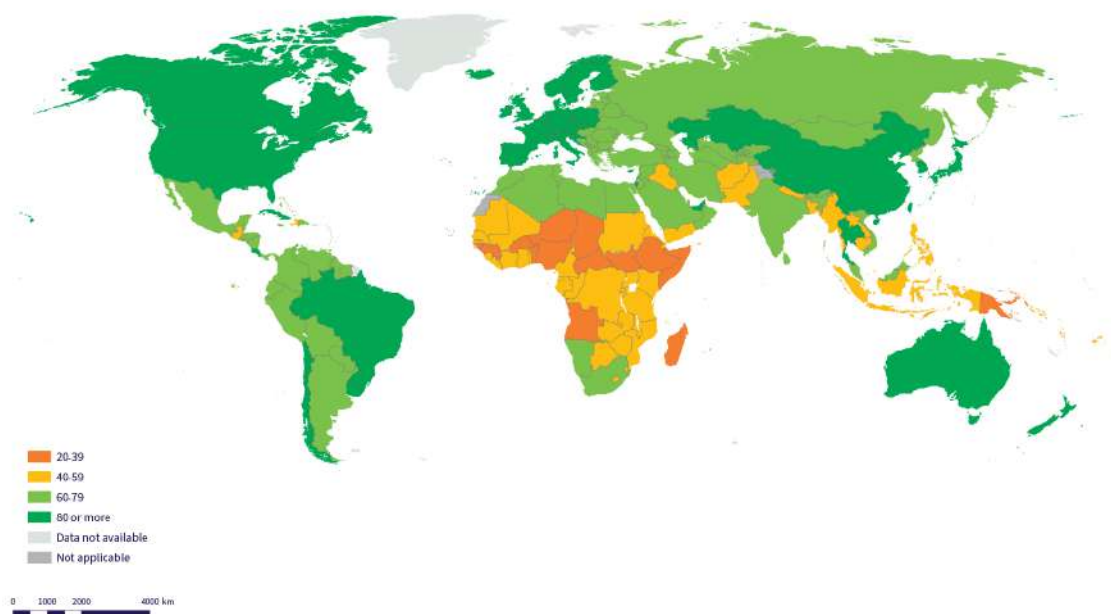 20-39
40-59
60-79
80 or more
Data not available
Not applicable
0 1000 2000 4000 km